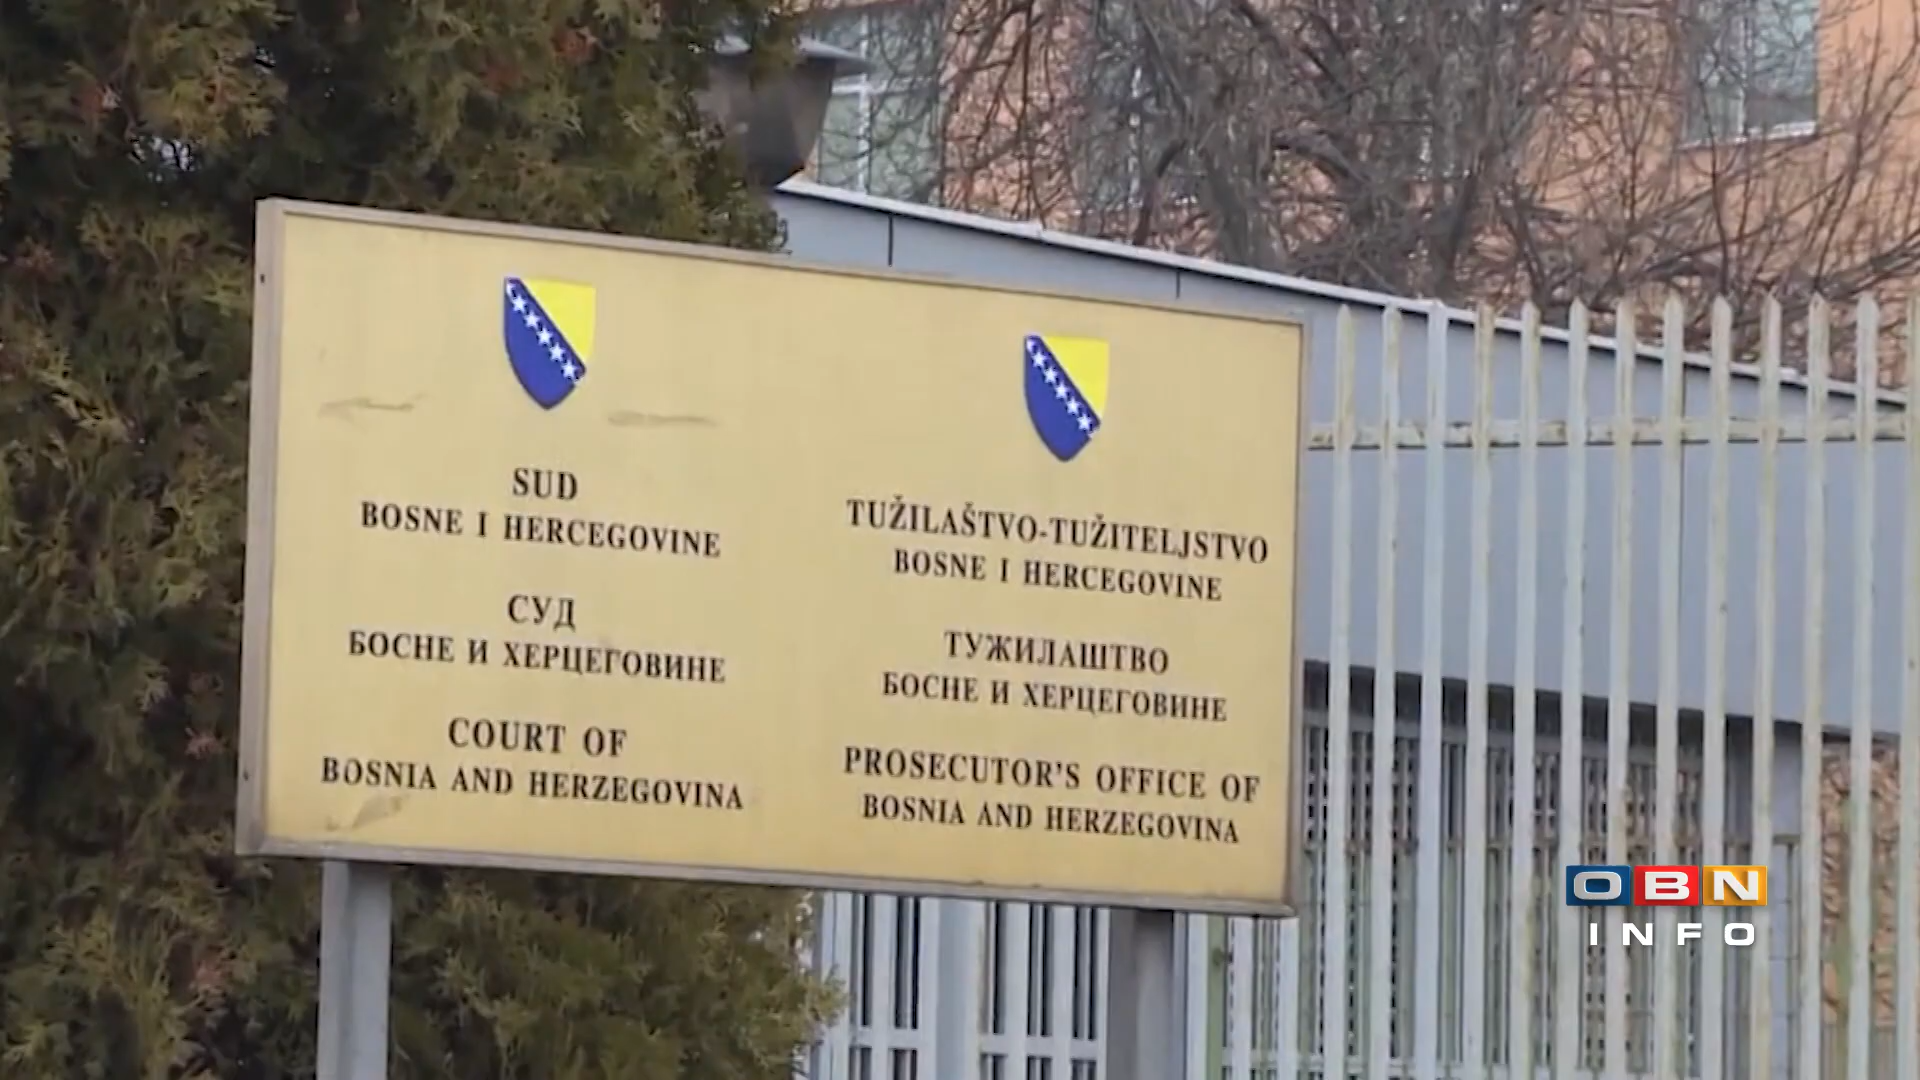 SUD
BOSNE I HERCEGOVINE
СУД
БОСНЕ И ХЕРЦЕГОВИНЕ
COURT OF
BOSNIA AND HERZEGOVINA
TUŽILAŠTVO-TUŽITELJSTVO
BOSNE I HERCEGOVINE
ТУЖИЛАШТВО
БОСНЕ И ХЕРЦЕГОВИНЕ
PROSECUTOR'S OFFICE OF
BOSNIA AND HERZEGOVINA
OBN
INFO